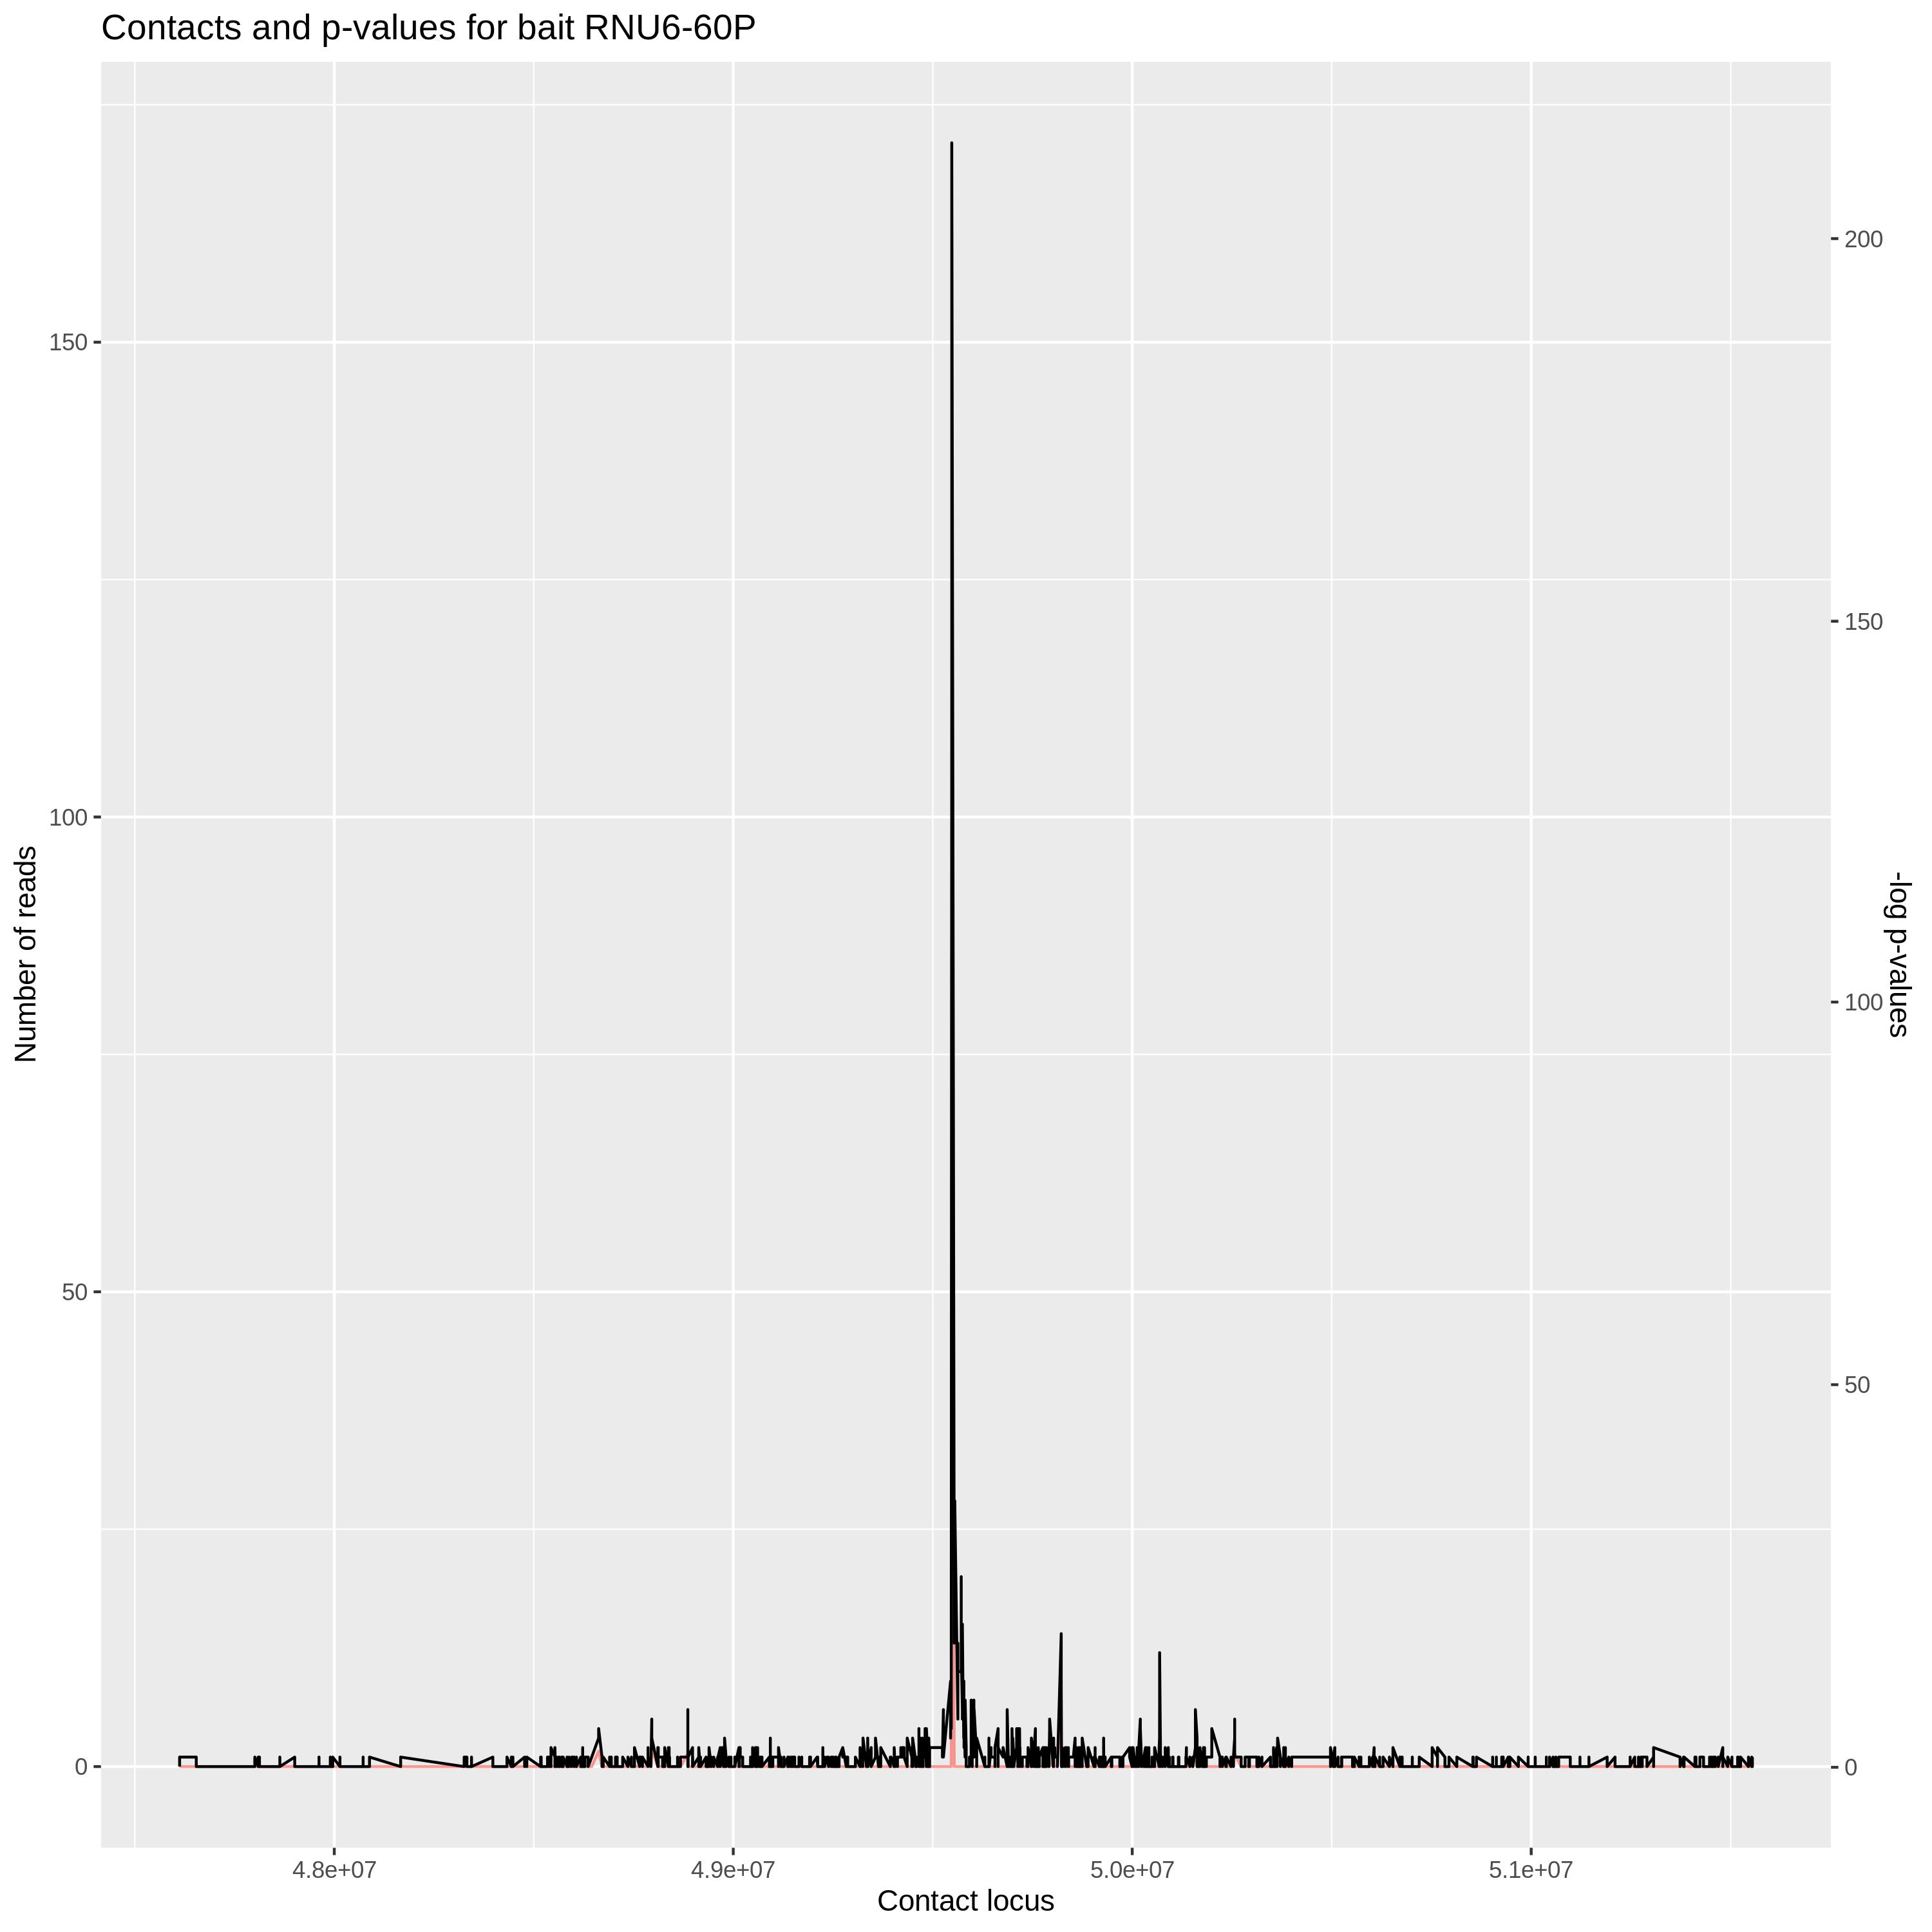 Contacts and p-values for bait RNU6-60P
150
100
50
0
Number of reads
200
150
100
50
0
-log p-values
4.8e+07
4.9e+07
5.0e+07
5.1e+07
Contact locus